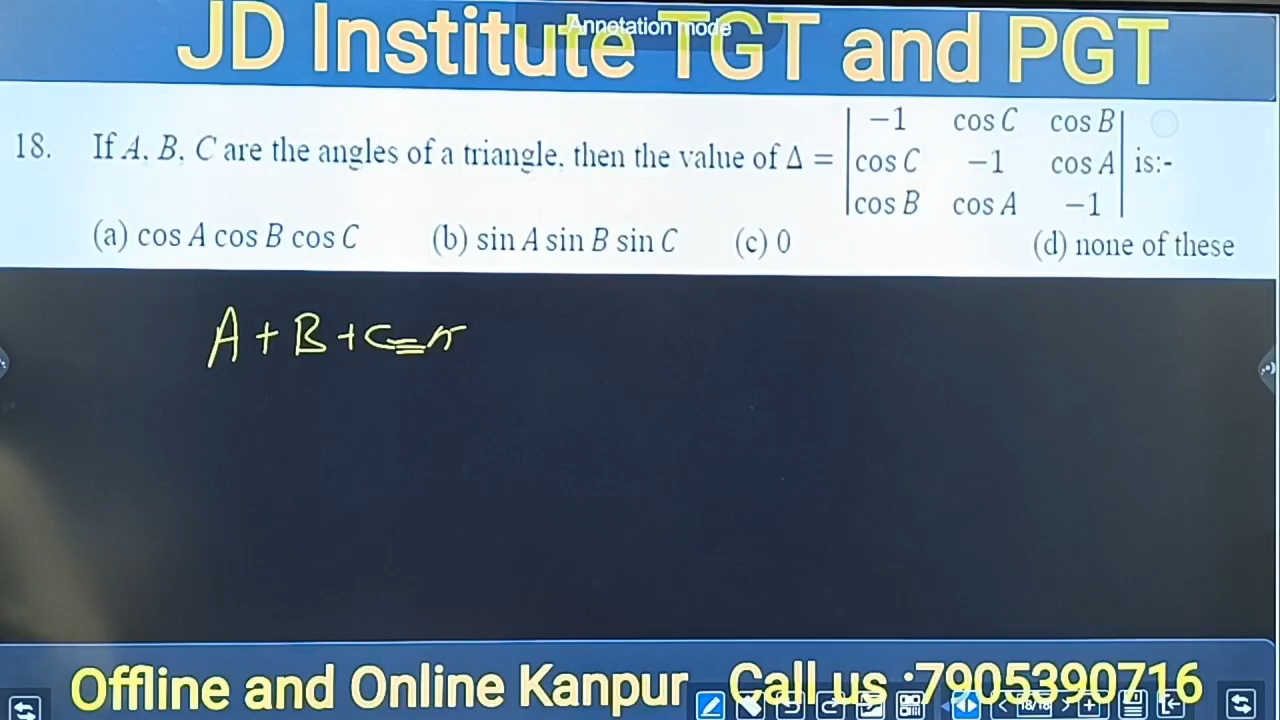 Annotation mode
JD Institute TGT and PGT
18. If A, B, C are the angles of a triangle, then the value of Δ = | −1 cos C cos B | is:-
| cos C −1 cos A |
| cos B cos A −1 |
(a) cos A cos B cos C (b) sin A sin B sin C (c) 0 (d) none of these
A + B + C = π
Offline and Online Kanpur Call us :7905390716
18/18